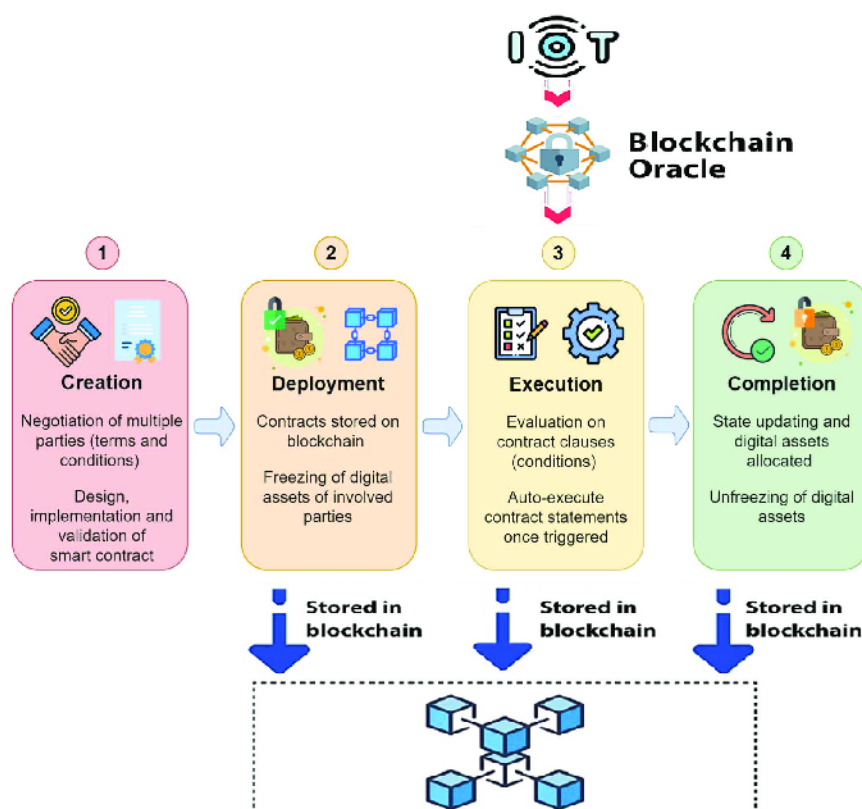 IOT
Blockchain
Oracle
1
2
3
4
Creation
Negotiation of multiple
parties (terms and
conditions)
Design,
implementation and
validation of
smart contract
Deployment
Contracts stored on
blockchain
Freezing of digital
assets of involved
parties
Execution
Evaluation on
contract clauses
(conditions)
Auto-execute
contract statements
once triggered
Completion
State updating and
digital assets
allocated
Unfreezing of digital
assets
Stored in
blockchain
Stored in
blockchain
Stored in
blockchain